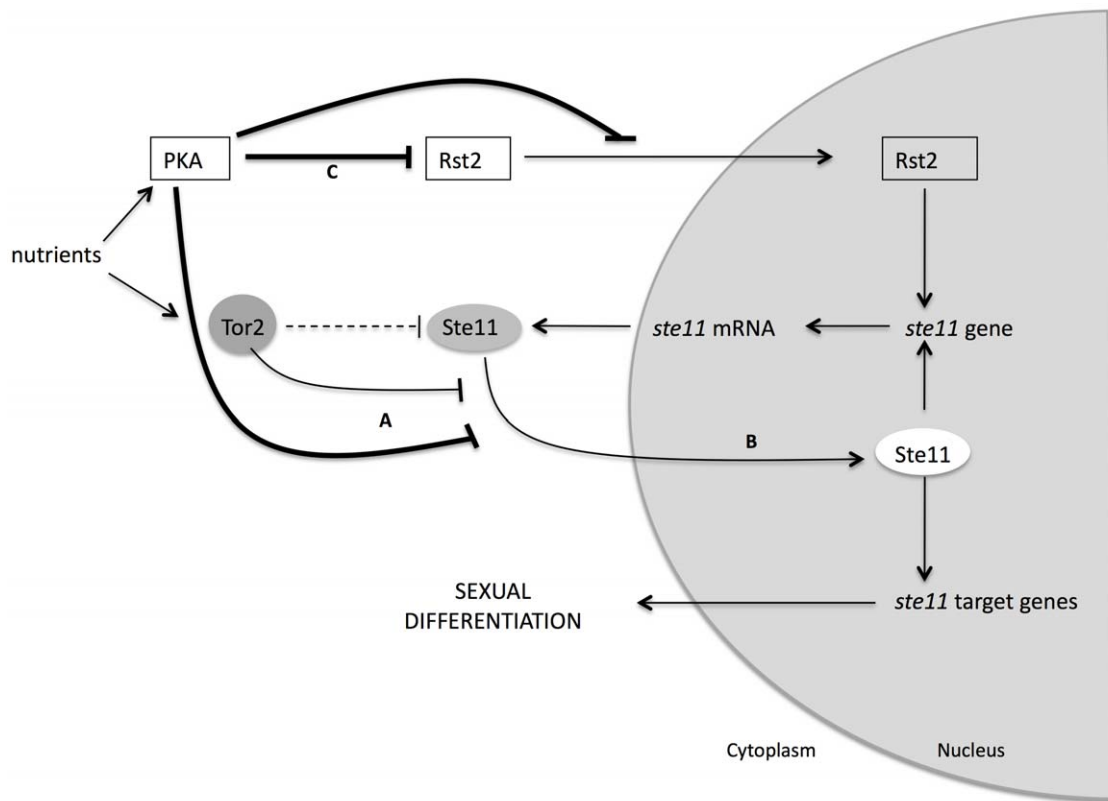 PKA
C
Rst2
Rst2
nutrients
Tor2
Ste11
ste11 mRNA
ste11 gene
A
B
Ste11
SEXUAL
DIFFERENTIATION
ste11 target genes
Cytoplasm
Nucleus